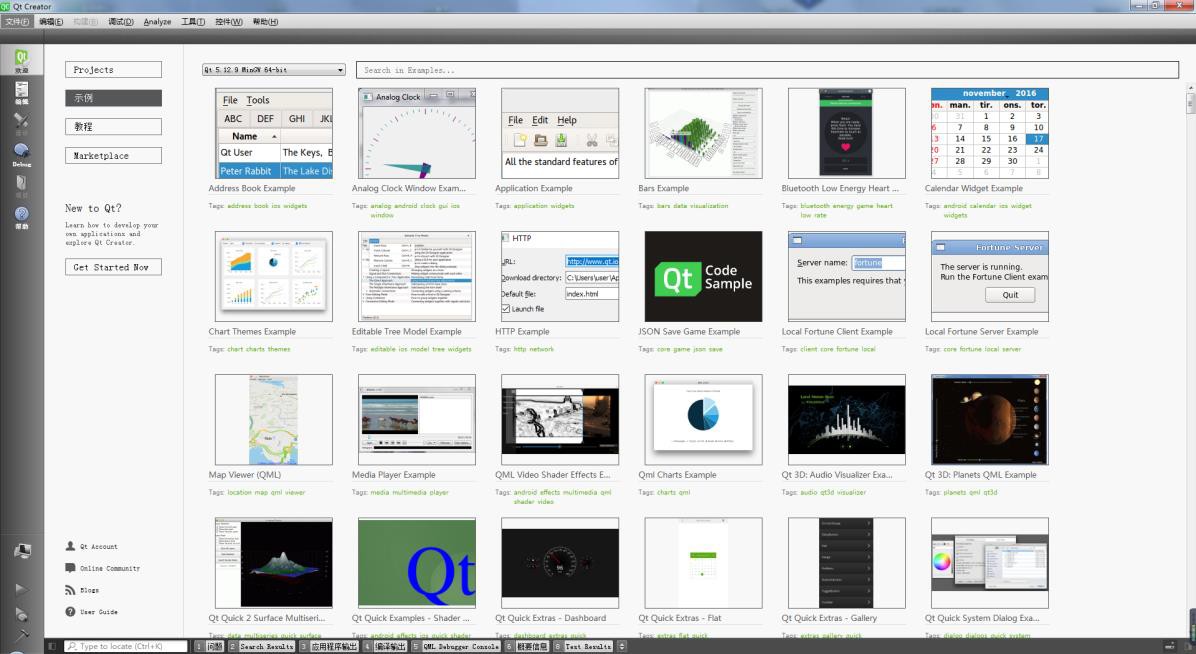 Qt Creator
文件(F) 编辑(E) 构建(B) 调试(D) Analyze 工具(T) 控件(W) 帮助(H)
欢迎
编辑
Debug
帮助
Projects
示例
教程
Marketplace
New to Qt?
Learn how to develop your
own applications and
explore Qt Creator.
Get Started Now
Qt Account
Online Community
Blogs
User Guide
Qt 5.12.9 MinGW 64-bit
Search in Examples...
File Tools
ABC DEF GHI JKL
Name
Qt User The Keys, B
Peter Rabbit The Lake Dis
Analog Clock
File Edit Help
All the standard features of
november, 2016
on. man. tir. ons. tor.
30 31 1 2 3
6 7 8 9 10
13 14 15 16 17
20 21 22 23 24
27 28 29 30 1
4 5 6 7 8
Address Book Example
Analog Clock Window Exam...
Application Example
Bars Example
Bluetooth Low Energy Heart ...
Calendar Widget Example
Tags: address book ios widgets
Tags: analog android clock gui ios
window
Tags: application widgets
Tags: bars data visualization
Tags: bluetooth energy game heart
low rate
Tags: android calendar ios widget
widgets
HTTP
URL: http://www.qt.io
Download directory: C:\Users\user\Ap
Default file: index.html
Launch file
Qt Code
Sample
Server name: fortune
This examples requires that
Fortune Server
The server is running.
Run the Fortune Client exam
Quit
Chart Themes Example
Editable Tree Model Example
HTTP Example
JSON Save Game Example
Local Fortune Client Example
Local Fortune Server Example
Tags: chart charts themes
Tags: editable ios model tree widgets
Tags: http network
Tags: core game json save
Tags: client core fortune local
Tags: core fortune local server
Map Viewer (QML)
Media Player Example
QML Video Shader Effects E...
Qml Charts Example
Qt 3D: Audio Visualizer Exa...
Qt 3D: Planets QML Example
Tags: location map qml viewer
Tags: media multimedia player
Tags: android effects multimedia qml
shader video
Tags: charts qml
Tags: audio qt3d visualizer
Tags: planets qml qt3d
Qt
Qt Quick 2 Surface Multiseri...
Qt Quick Examples - Shader ...
Qt Quick Extras - Dashboard
Qt Quick Extras - Flat
Qt Quick Extras - Gallery
Qt Quick System Dialog Exa...
Tags: data multiseries quick surface
Tags: android effects ios quick shader
Tags: dashboard extras quick
Tags: extras flat quick
Tags: extras gallery quick
Tags: dialog dialogs quick system
Type to locate (Ctrl+K)
1 问题 2 Search Results 3 应用程序输出 4 编译输出 5 QML Debugger Console 6 概要信息 8 Test Results